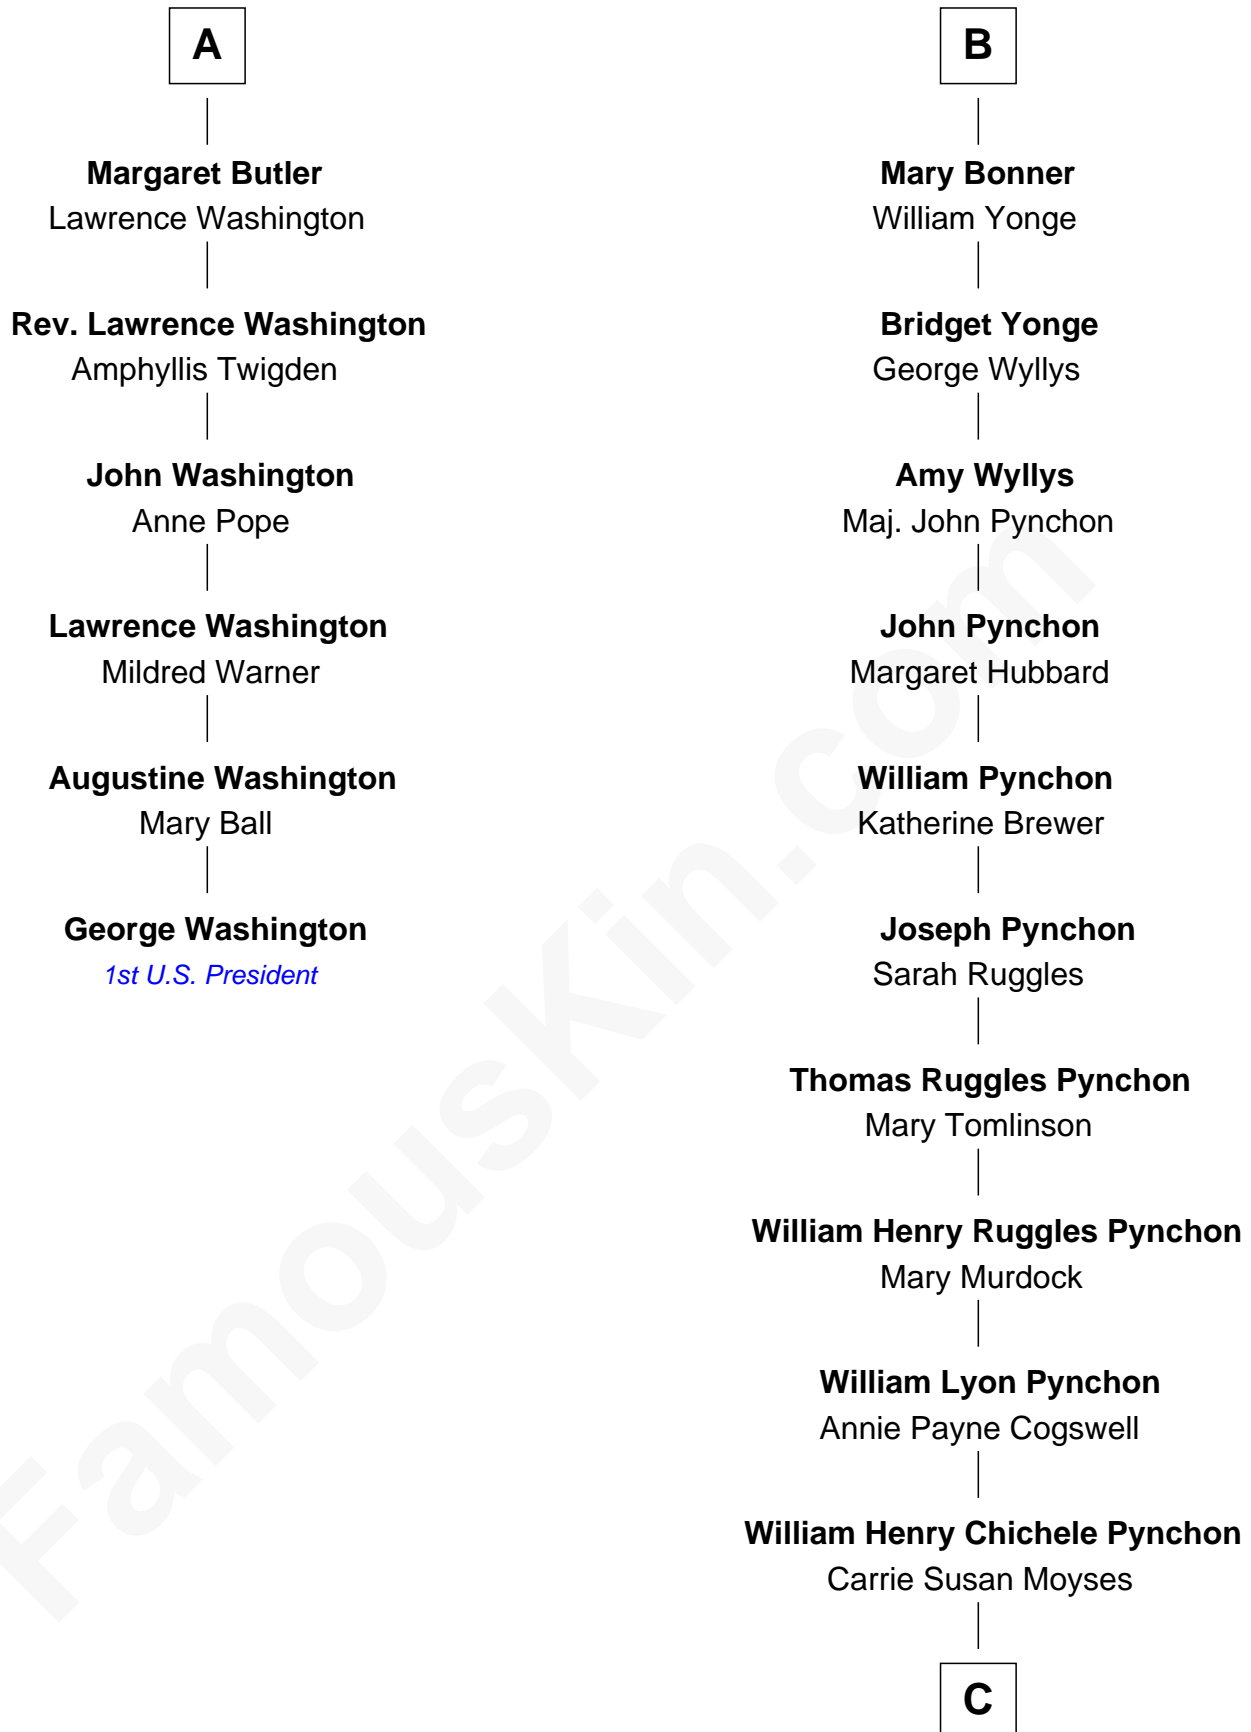 A
Margaret Butler
Lawrence Washington
Rev. Lawrence Washington
Amphyllis Twigden
John Washington
Anne Pope
Lawrence Washington
Mildred Warner
Augustine Washington
Mary Ball
George Washington
1st U.S. President
B
Mary Bonner
William Yonge
Bridget Yonge
George Wyllys
Amy Wyllys
Maj. John Pynchon
John Pynchon
Margaret Hubbard
William Pynchon
Katherine Brewer
Joseph Pynchon
Sarah Ruggles
Thomas Ruggles Pynchon
Mary Tomlinson
William Henry Ruggles Pynchon
Mary Murdock
William Lyon Pynchon
Annie Payne Cogswell
William Henry Chichele Pynchon
Carrie Susan Moyses
C
FamousKin.com